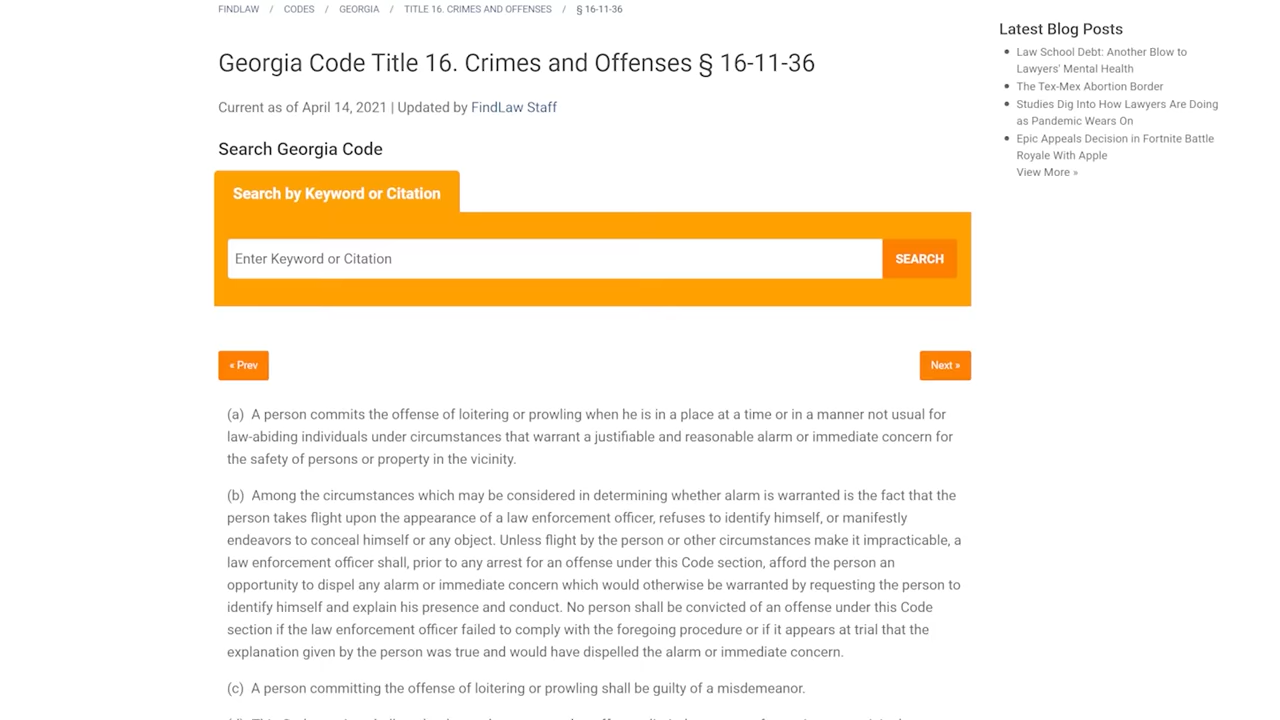 FINDLAW / CODES / GEORGIA / TITLE 16. CRIMES AND OFFENSES / § 16-11-36
Georgia Code Title 16. Crimes and Offenses § 16-11-36
Current as of April 14, 2021 | Updated by FindLaw Staff
Search Georgia Code
Search by Keyword or Citation
Enter Keyword or Citation
SEARCH
« Prev
Next »
(a) A person commits the offense of loitering or prowling when he is in a place at a time or in a manner not usual for
law-abiding individuals under circumstances that warrant a justifiable and reasonable alarm or immediate concern for
the safety of persons or property in the vicinity.
(b) Among the circumstances which may be considered in determining whether alarm is warranted is the fact that the
person takes flight upon the appearance of a law enforcement officer, refuses to identify himself, or manifestly
endeavors to conceal himself or any object. Unless flight by the person or other circumstances make it impracticable, a
law enforcement officer shall, prior to any arrest for an offense under this Code section, afford the person an
opportunity to dispel any alarm or immediate concern which would otherwise be warranted by requesting the person to
identify himself and explain his presence and conduct. No person shall be convicted of an offense under this Code
section if the law enforcement officer failed to comply with the foregoing procedure or if it appears at trial that the
explanation given by the person was true and would have dispelled the alarm or immediate concern.
(c) A person committing the offense of loitering or prowling shall be guilty of a misdemeanor.
Latest Blog Posts
Law School Debt: Another Blow to
Lawyers' Mental Health
The Tex-Mex Abortion Border
Studies Dig Into How Lawyers Are Doing
as Pandemic Wears On
Epic Appeals Decision in Fortnite Battle
Royale With Apple
View More »